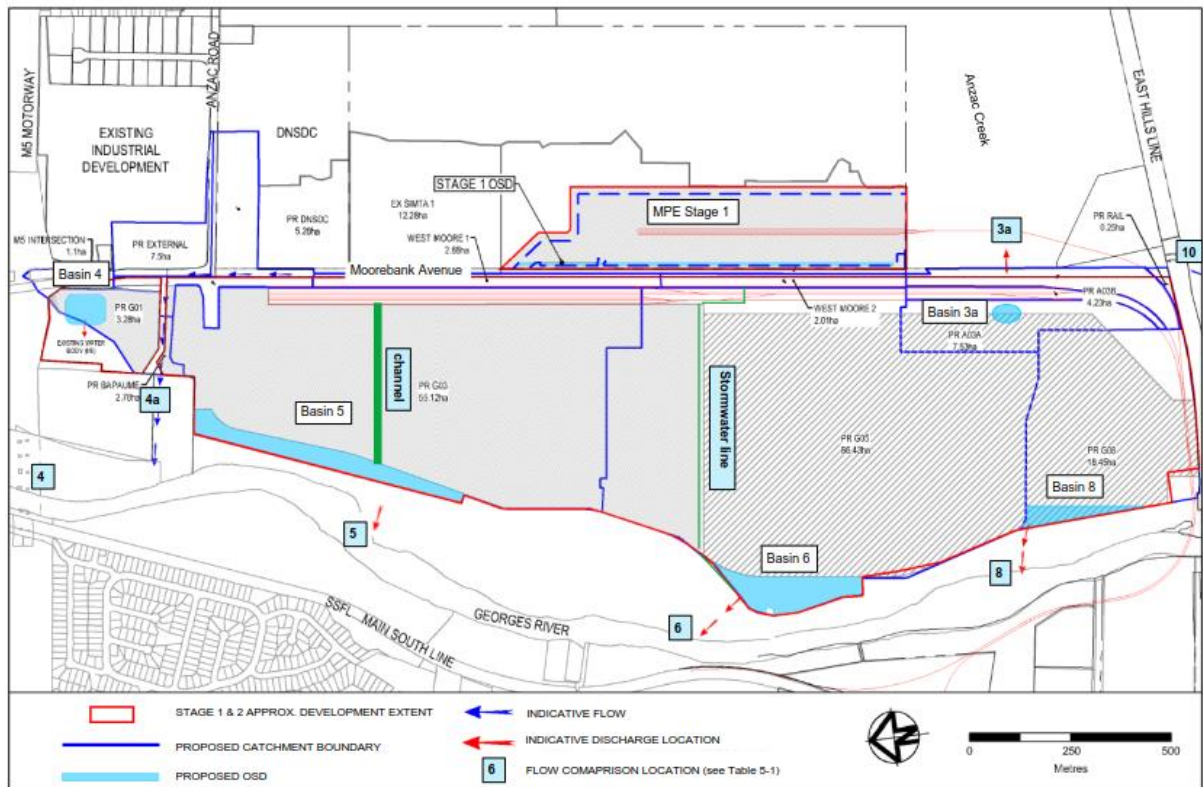 M5 MOTORWAY
ANZAC ROAD
EXISTING
INDUSTRIAL
DEVELOPMENT
DNSDC
Anzac Creek
EAST HILLS LINE
STAGE 1 OSD
MPE Stage 1
EX SIMTA 1
12.28ha
PR DNSDC
5.28ha
WEST MOORE 1
2.88ha
PR EXTERNAL
7.5ha
M5 INTERSECTION
1.1ha
PR RAIL
0.25ha
3a
10
Basin 4
Moorebank Avenue
PR G01
3.28ha
WEST MOORE 2
2.01ha
PR A03B
4.23ha
Basin 3a
PR A03A
7.53ha
EXISTING WATER
PR BAPAUME
2.78ha
4a
channel
PR G03
55.12ha
Stormwater line
Basin 5
PR G05
86.43ha
PR G08
18.45ha
Basin 8
4
5
Basin 6
8
6
GEORGES RIVER
SSFL
MAIN SOUTH LINE
STAGE 1 & 2 APPROX. DEVELOPMENT EXTENT
INDICATIVE FLOW
PROPOSED CATCHMENT BOUNDARY
INDICATIVE DISCHARGE LOCATION
PROPOSED OSD
6
FLOW COMAPRISON LOCATION (see Table 5-1)
N
0 250 500
Metres